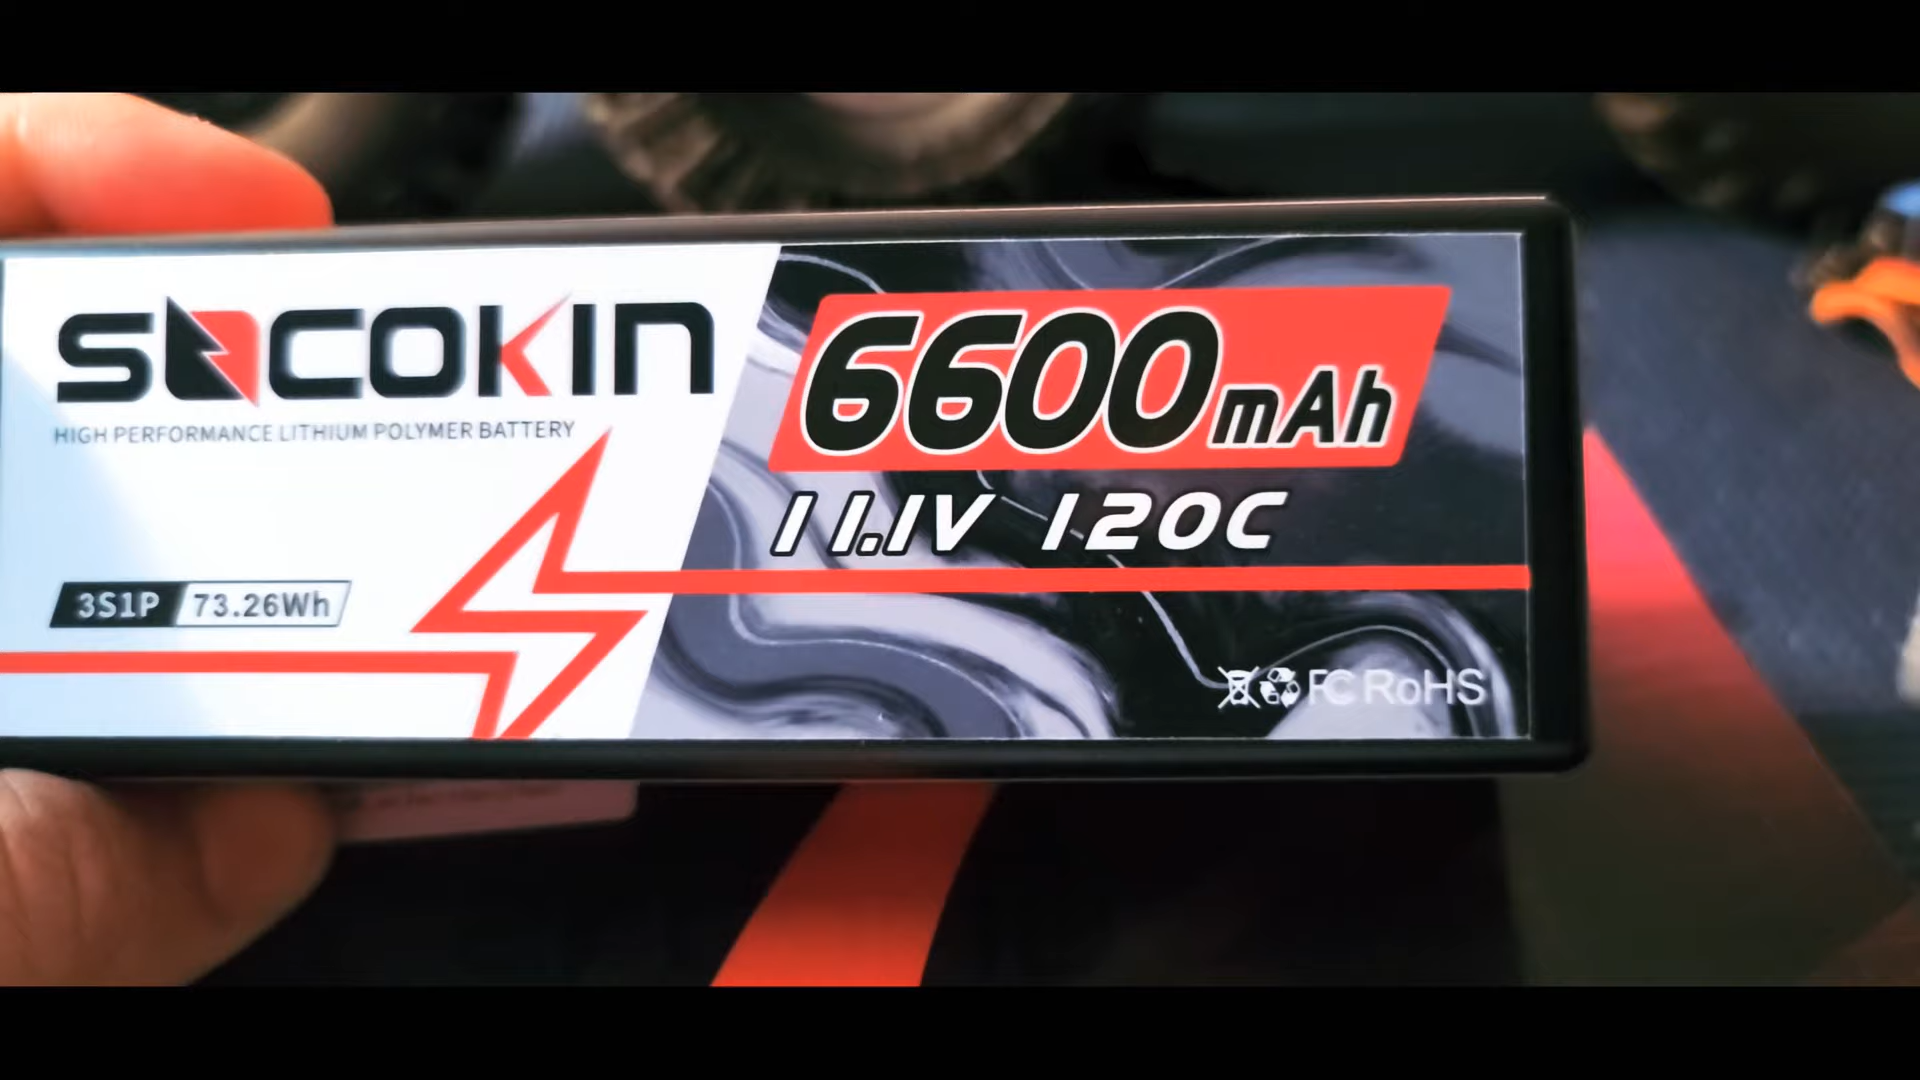 SOCOKIN
HIGH PERFORMANCE LITHIUM POLYMER BATTERY
3S1P 73.26Wh
6600mAh
11.1V 120C
FC RoHS